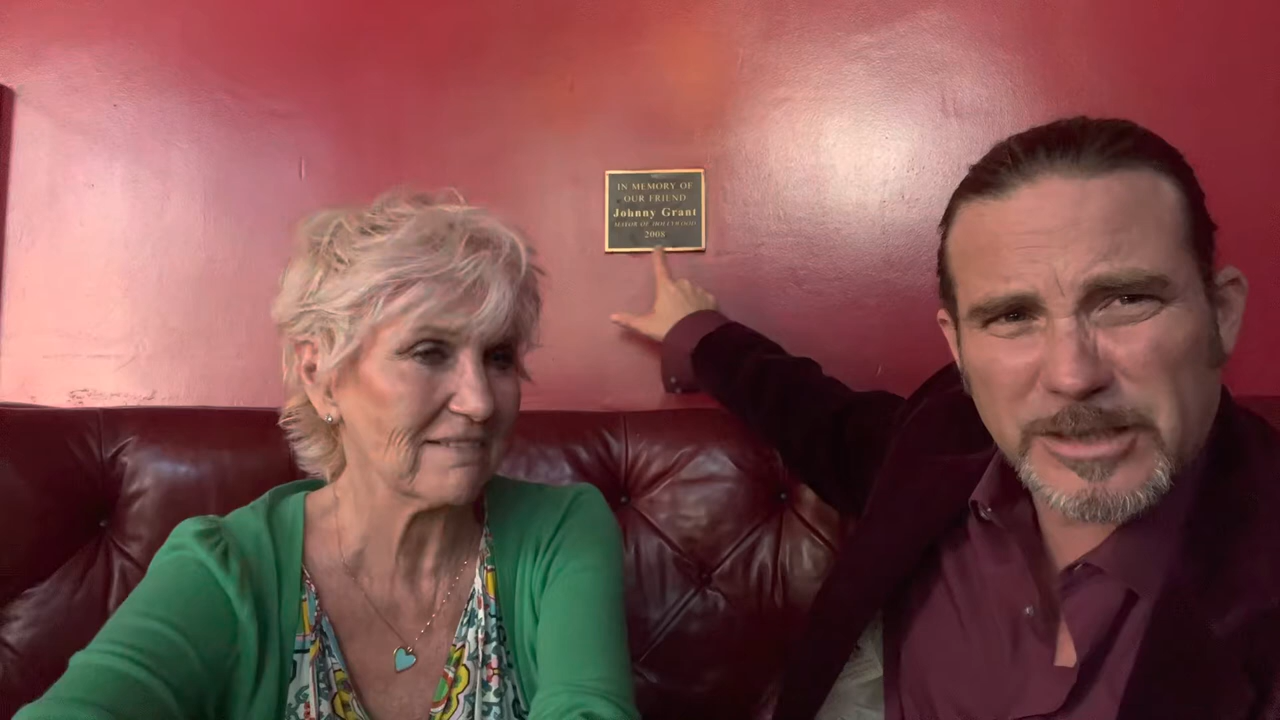 IN MEMORY OF
OUR FRIEND
Johnny Grant
MAYOR OF HOLLYWOOD
2008